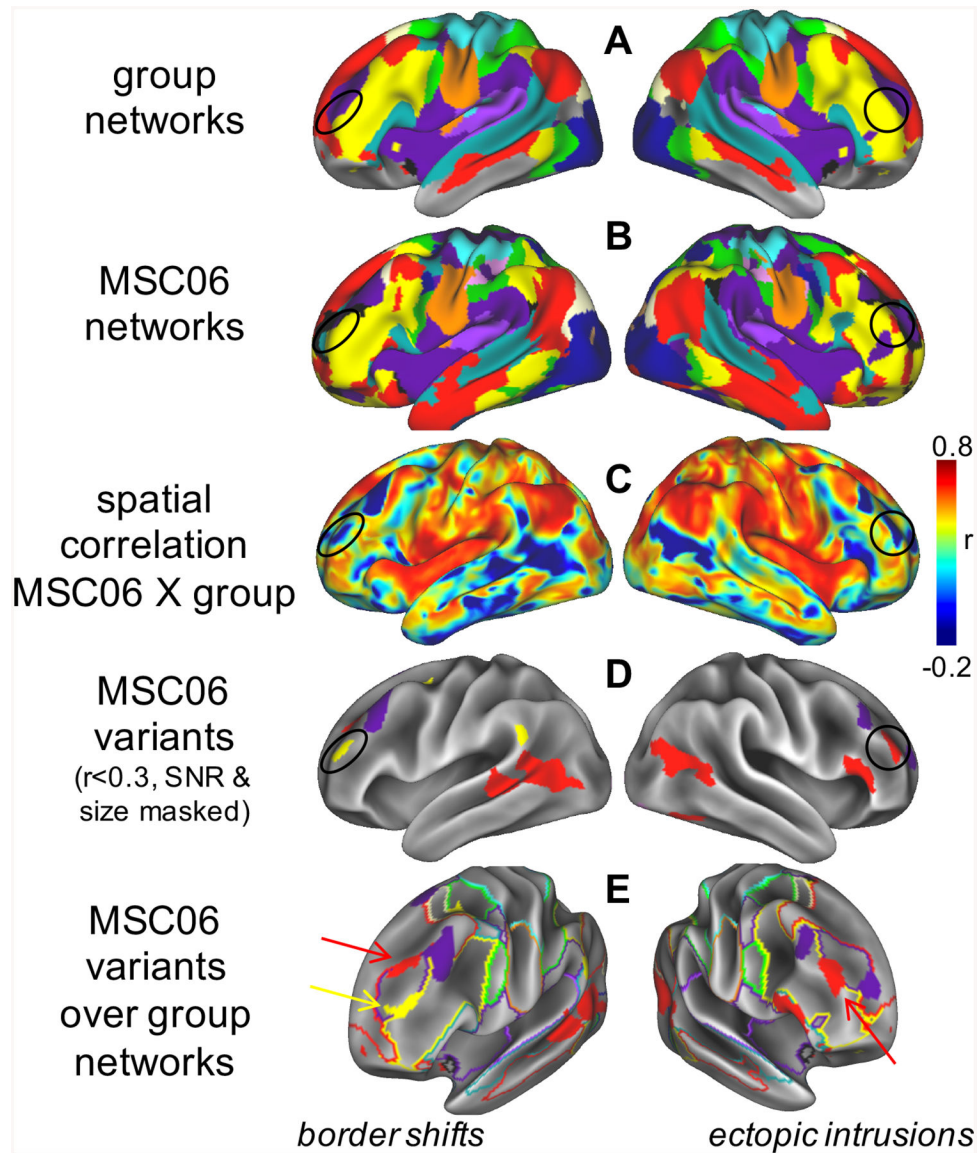 group
networks
A
MSC06
networks
B
spatial
correlation
MSC06 X group
C
0.8
r
-0.2
MSC06
variants
(r<0.3, SNR &
size masked)
D
MSC06
variants
over group
networks
E
border shifts
ectopic intrusions